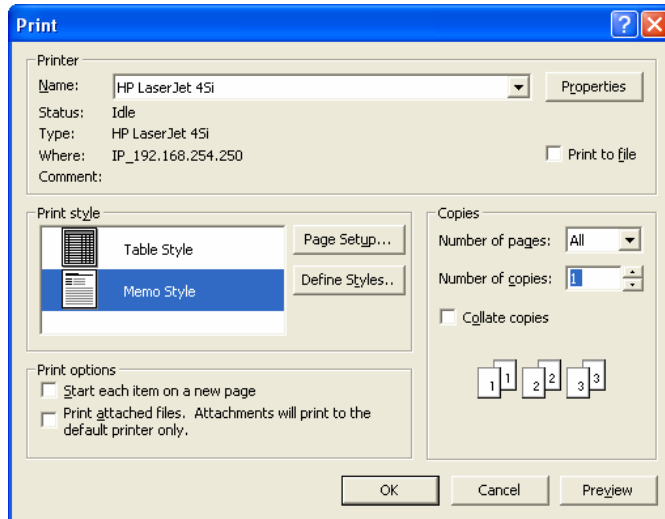 Print
Printer
Name: HP LaserJet 4Si Properties
Status: Idle
Type: HP LaserJet 4Si
Where: IP_192.168.254.250 Print to file
Comment:
Print style
Table Style
Memo Style
Page Setup...
Define Styles..
Copies
Number of pages: All
Number of copies: 1
Collate copies
1 1 2 2 3 3
Print options
Start each item on a new page
Print attached files. Attachments will print to the
default printer only.
OK Cancel Preview